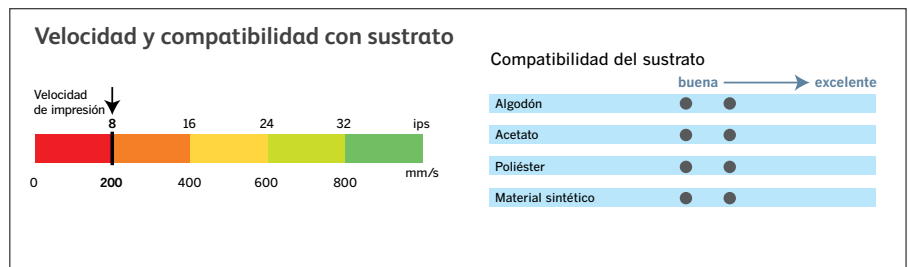 Velocidad y compatibilidad con sustrato
Velocidad
de impresión
8 16 24 32 ips
0 200 400 600 800 mm/s
Compatibilidad del sustrato
buena excelente
Algodón
Acetato
Poliéster
Material sintético